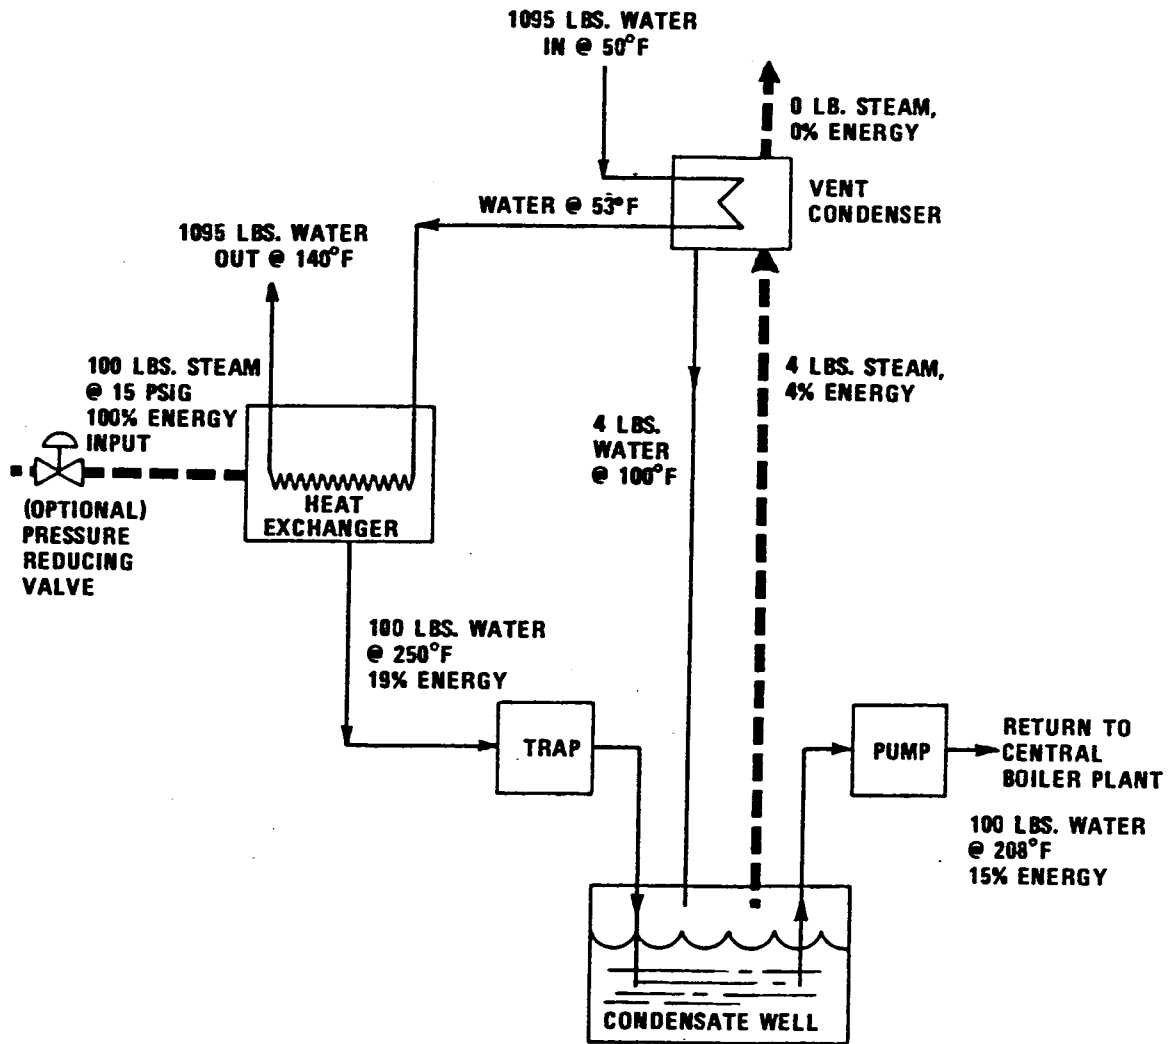 1095 LBS. WATER
IN @ 50°F
0 LB. STEAM,
0% ENERGY
VENT
CONDENSER
WATER @ 53°F
1095 LBS. WATER
OUT @ 140°F
100 LBS. STEAM
@ 15 PSIG
100% ENERGY
INPUT
4 LBS. STEAM,
4% ENERGY
4 LBS.
WATER
@ 100°F
(OPTIONAL)
PRESSURE
REDUCING
VALVE
HEAT
EXCHANGER
100 LBS. WATER
@ 250°F
19% ENERGY
TRAP
PUMP
RETURN TO
CENTRAL
BOILER PLANT
100 LBS. WATER
@ 208°F
15% ENERGY
CONDENSATE WELL